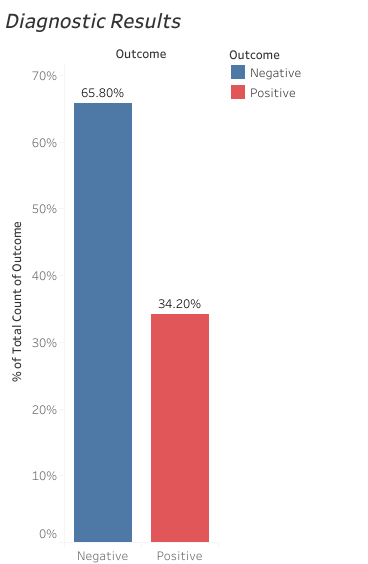 Diagnostic Results
Outcome
Outcome
Negative
Positive
70%
60%
50%
40%
30%
20%
10%
0%
% of Total Count of Outcome
65.80%
34.20%
Negative
Positive